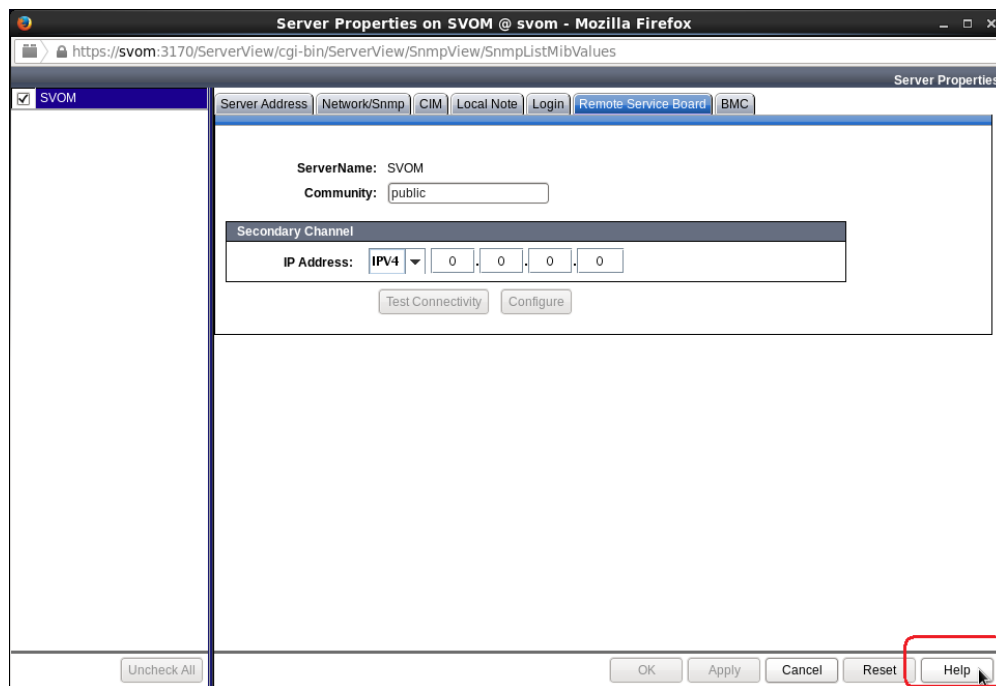 Server Properties on SVOM @ svom - Mozilla Firefox
https://svom:3170/ServerView/cgi-bin/ServerView/SnmpView/SnmpListMibValues
Server Properties
SVOM
Server Address Network/Snmp CIM Local Note Login Remote Service Board BMC
ServerName: SVOM
Community: public
Secondary Channel
IP Address: IPV4 0 . 0 . 0 . 0
Test Connectivity Configure
Uncheck All OK Apply Cancel Reset Help